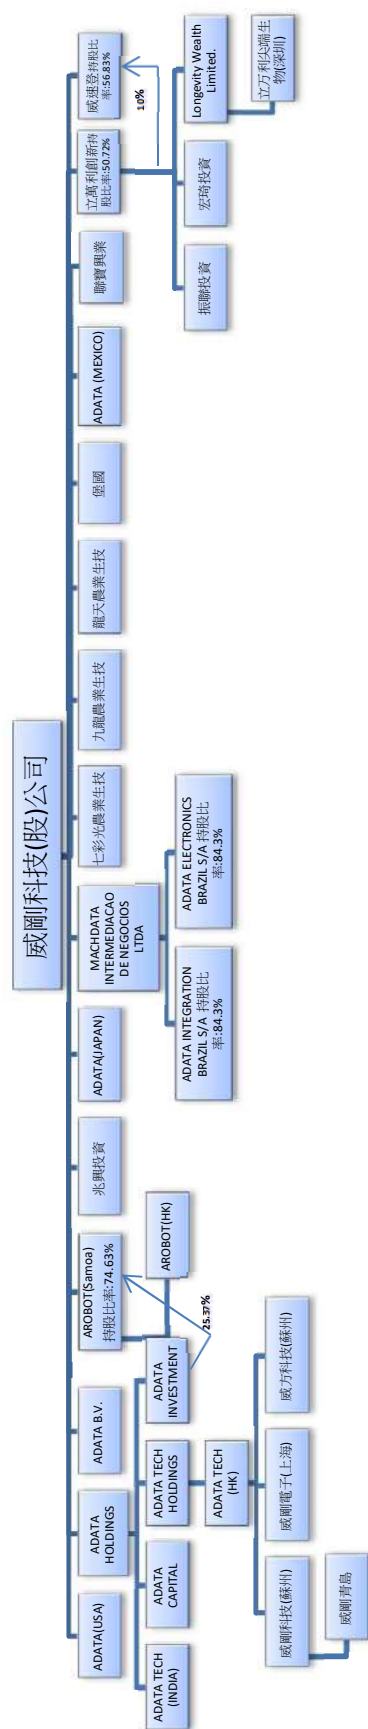 威剛科技(股)公司
ADATA(USA)
ADATA
HOLDINGS
ADATA B.V.
AROBOT(Samoa)
持股比率:74.63%
兆興投資
ADATA(JAPAN)
MACHDATA
INTERMEDIACAO
DE NEGOCIOS
LTDA
七彩光農業生技
九龍農業生技
龍天農業生技
堡國
ADATA (MEXICO)
聯寶興業
立萬利創新持
股比率:50.72%
威速登持股比
率:56.83%
10%
ADATA TECH
(INDIA)
ADATA
CAPITAL
ADATA TECH
HOLDINGS
ADATA
INVESTMENT
AROBOT(HK)
25.37%
ADATA INTEGRATION
BRAZIL S/A 持股比
率:84.3%
ADATA ELECTRONICS
BRAZIL S/A 持股比
率:84.3%
振聯投資
宏琦投資
Longevity Wealth
Limited.
ADATA TECH
(HK)
立万利尖端生
物(深圳)
威剛科技(蘇州)
威剛電子(上海)
威方科技(蘇州)
威剛青島